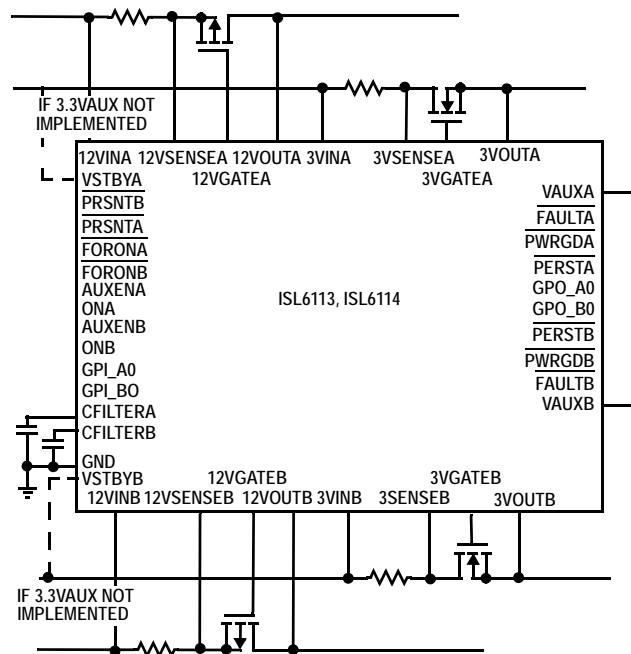 IF 3.3VAUX NOT
IMPLEMENTED
12VINA 12VSENSEA 12VOUTA 3VINA 3VSENSEA 3VOUTA
12VGATEA 3VGATEA
VSTBYA
PRSNTB
PRSNTA
FORONA
FORONB
AUXENA
ONA
AUXENB
ONB
GPI_A0
GPI_BO
CFILTERA
CFILTERB
GND
VSTBYB
ISL6113, ISL6114
VAUXA
FAULTA
PWRGDA
PERSTA
GPO_A0
GPO_B0
PERSTB
PWRGDB
FAULTB
VAUXB
12VGATEB 3VGATEB
12VINB 12VSENSEB 12VOUTB 3VINB 3SENSEB 3VOUTB
IF 3.3VAUX NOT
IMPLEMENTED